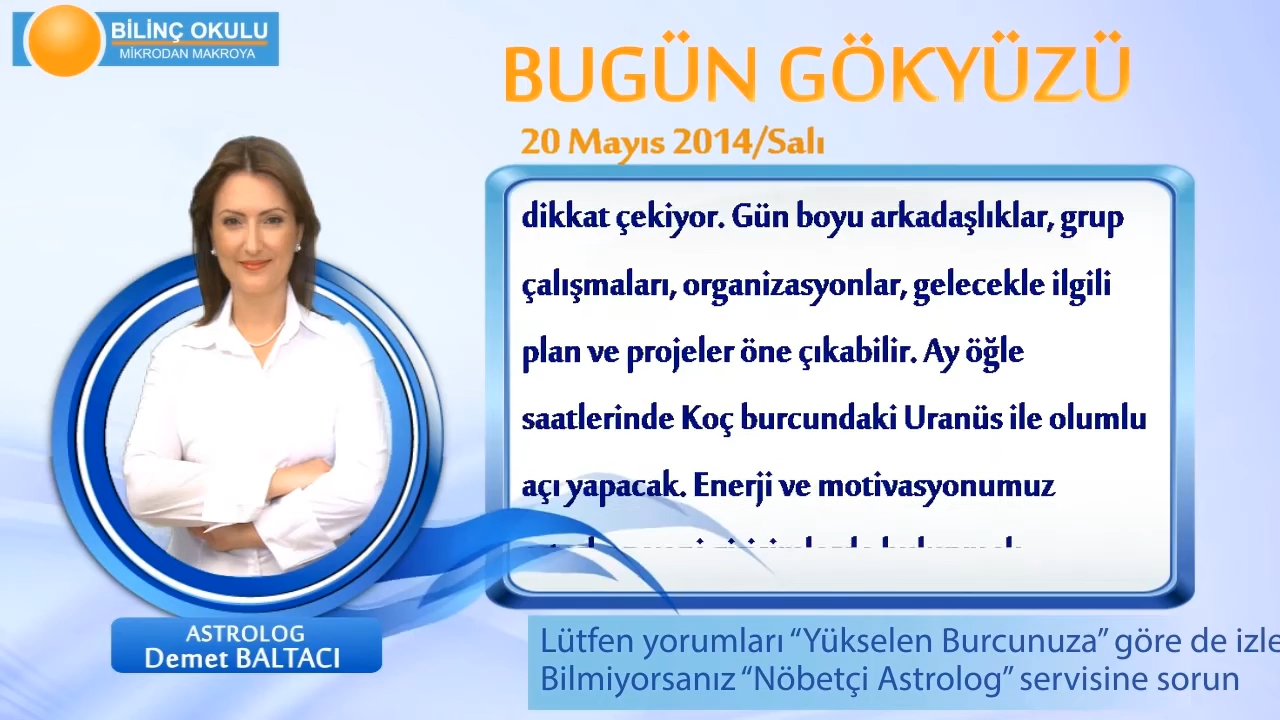 BİLİNÇ OKULU
MİKRODAN MAKROYA
BUGÜN GÖKYÜZÜ
20 Mayıs 2014/Salı
dikkat çekiyor. Gün boyu arkadaşlıklar, grup
çalışmaları, organizasyonlar, gelecekle ilgili
plan ve projeler öne çıkabilir. Ay öğle
saatlerinde Koç burcundaki Uranüs ile olumlu
açı yapacak. Enerji ve motivasyonumuz
ASTROLOG
Demet BALTACI
Lütfen yorumları “Yükselen Burcunuza” göre de izle
Bilmiyorsanız “Nöbetçi Astrolog” servisine sorun